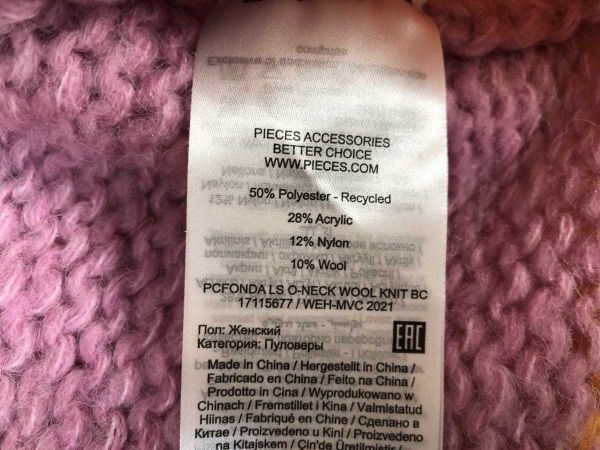 PIECES ACCESSORIES
BETTER CHOICE
WWW.PIECES.COM
50% Polyester - Recycled
28% Acrylic
12% Nylon
10% Wool
PCFONDA LS O-NECK WOOL KNIT BC
17115677 / WEH-MVC 2021
Пол: Женский
Категория: Пуловеры
EAC
Made in China / Hergestellt in China /
Fabricado en China / Feito na China /
Prodotto in Cina / Wyprodukowano w
Chinach / Fremstillet i Kina / Valmistatud
Hiinas / Fabriqué en Chine / Сделано в
Китае / Proizvedeno u Kini / Proizvedeno
na Kitajskem / Çin'de Üretilmiştir /